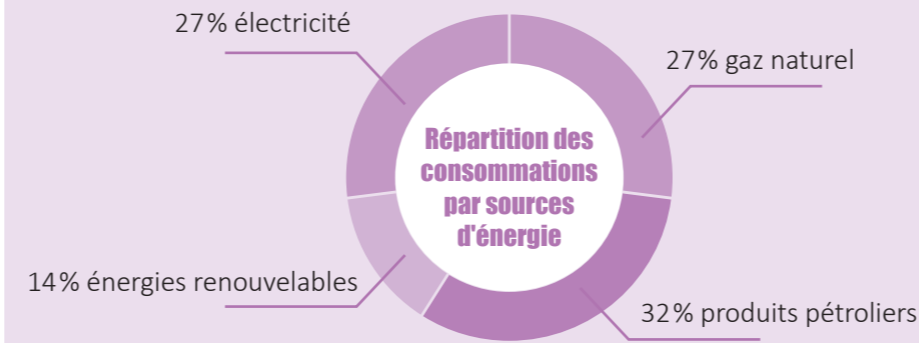 27% électricité
27% gaz naturel
Répartition des
consommations
par sources
d'énergie
14% énergies renouvelables
32% produits pétroliers